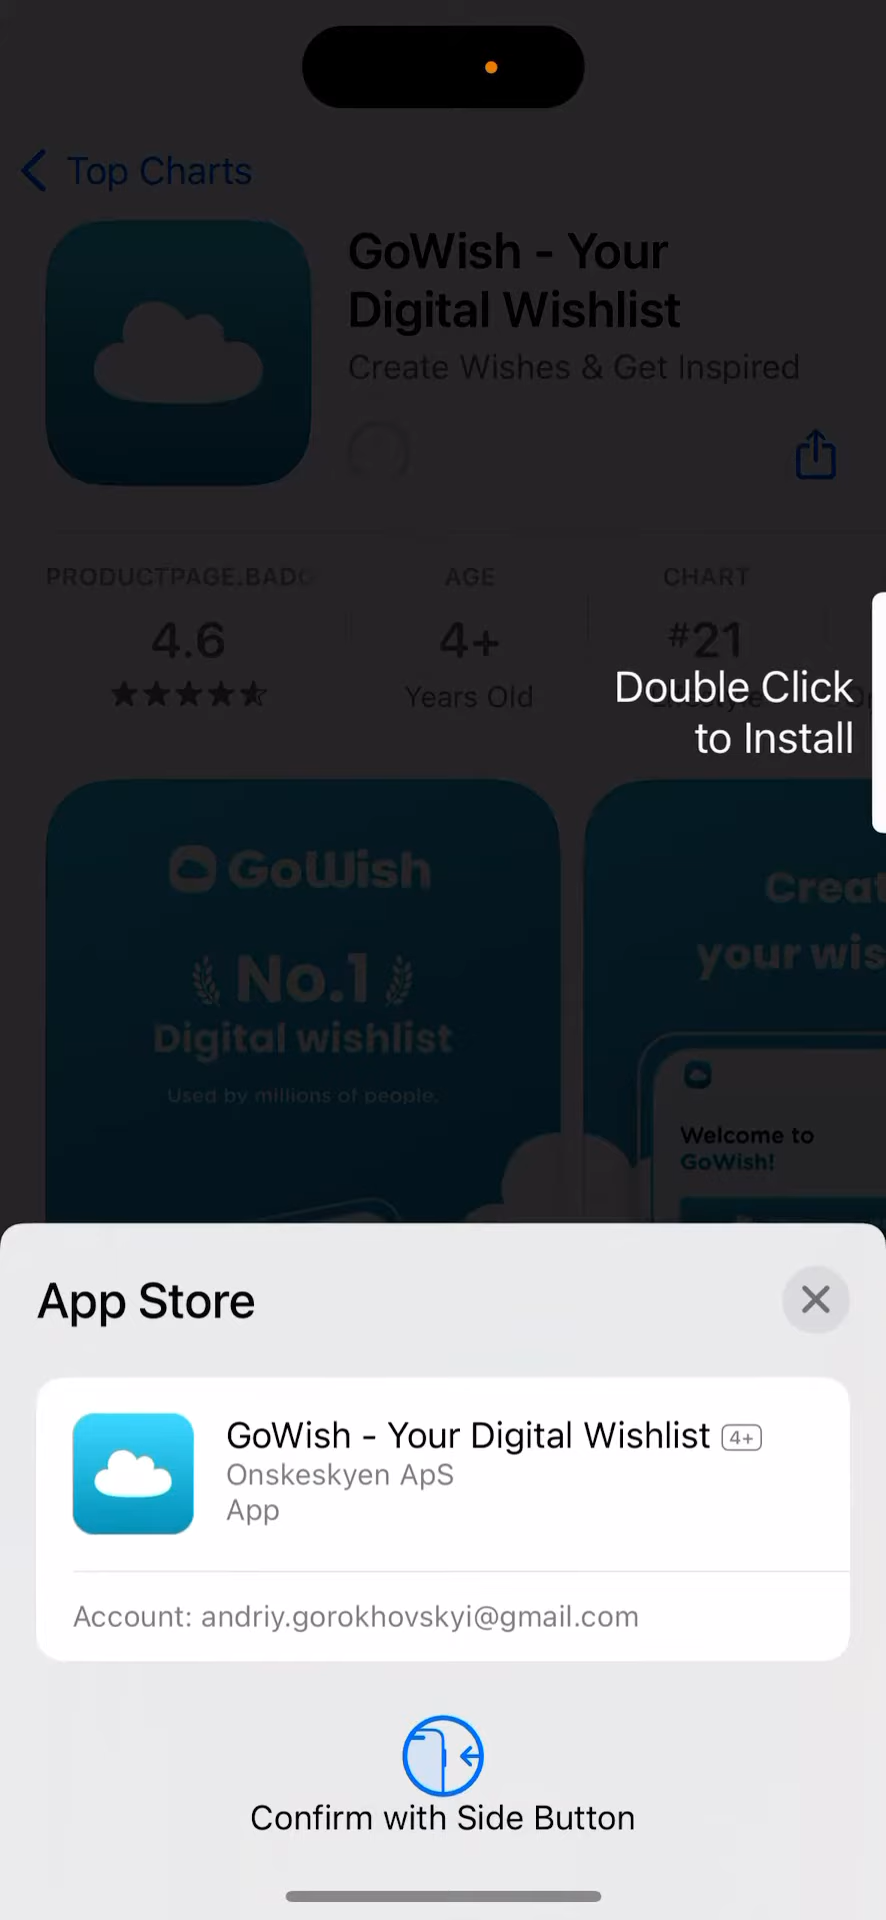 Top Charts
GoWish - Your
Digital Wishlist
Create Wishes & Get Inspired
PRODUCTPAGE.BADG
AGE
CHART
4.6
4+
#21
Years Old
Double Click
to Install
GoWish
No.1
Digital wishlist
Used by millions of people.
Creat
your wis
Welcome to
GoWish!
App Store
GoWish - Your Digital Wishlist 4+
Onskeskyen ApS
App
Account: andriy.gorokhovskyi@gmail.com
Confirm with Side Button